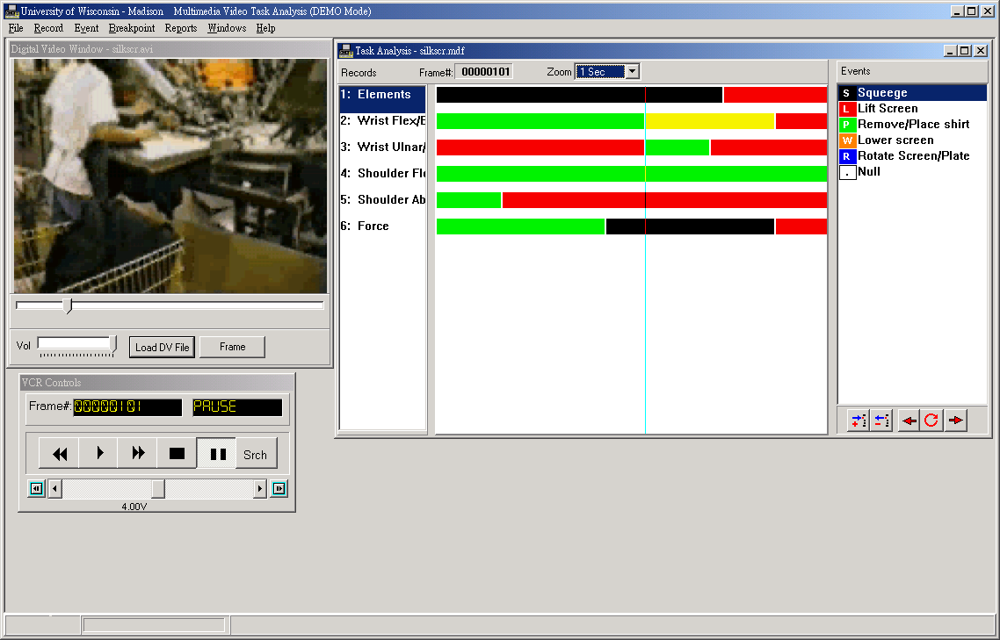 University of Wisconsin - Madison    Multimedia Video Task Analysis (DEMO Mode)
File Record Event Breakpoint Reports Windows Help
Digital Video Window - silkscr.avi
Vol
Load DV File
Frame
VCR Controls
Frame#: 00000101
PAUSE
Srch
4.00V
Task Analysis - silkscr.mdf
Records
Frame#: 00000101
Zoom 1 Sec
1: Elements
2: Wrist Flex/E
3: Wrist Ulnar/
4: Shoulder Fle
5: Shoulder Ab
6: Force
Events
S Squeege
L Lift Screen
P Remove/Place shirt
W Lower screen
R Rotate Screen/Plate
. Null